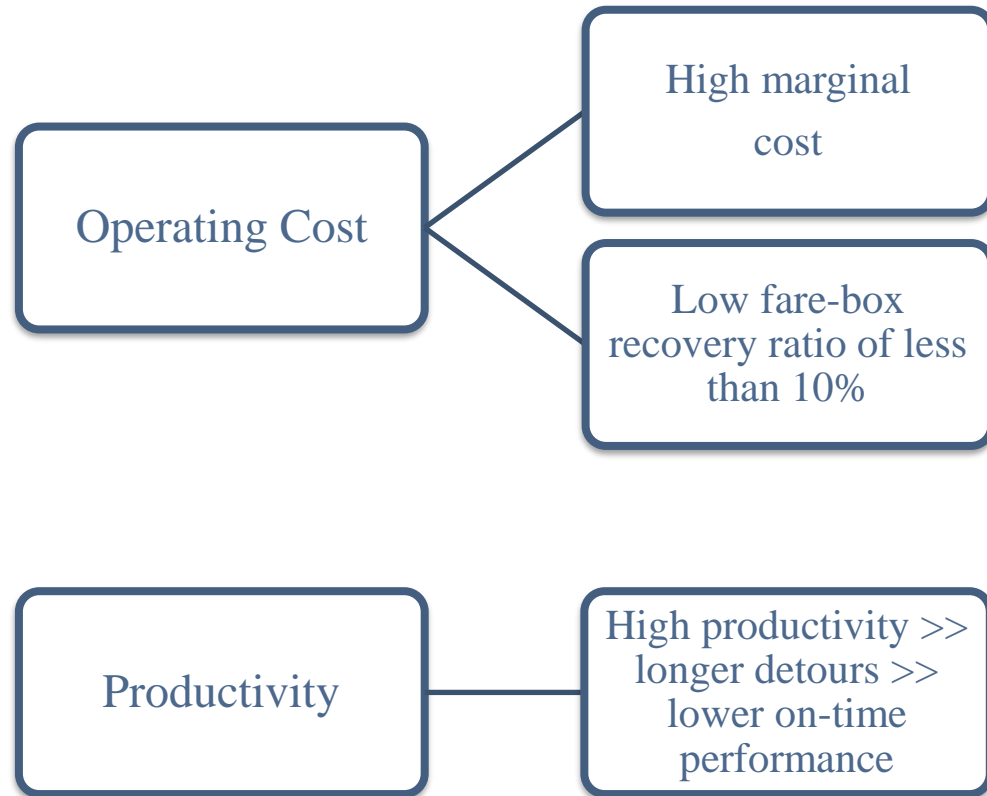 Operating Cost
High marginal
cost
Low fare-box
recovery ratio of less
than 10%
Productivity
High productivity >>
longer detours >>
lower on-time
performance